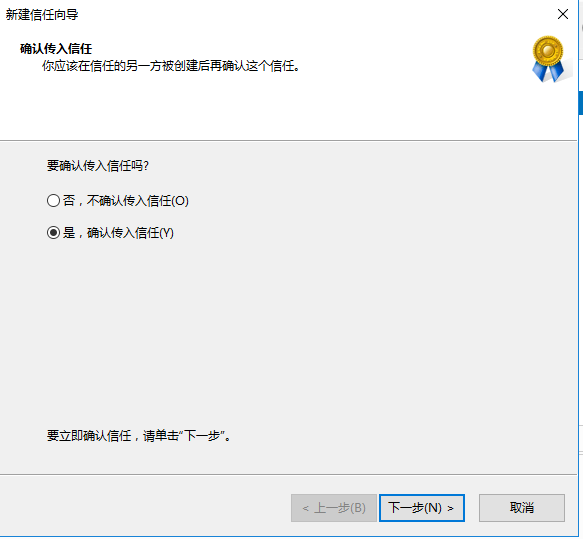 新建信任向导
确认传入信任
你应该在信任的另一方被创建后再确认这个信任。
要确认传入信任吗?
否，不确认传入信任(O)
是，确认传入信任(Y)
要立即确认信任，请单击"下一步"。
< 上一步(B) 下一步(N) > 取消